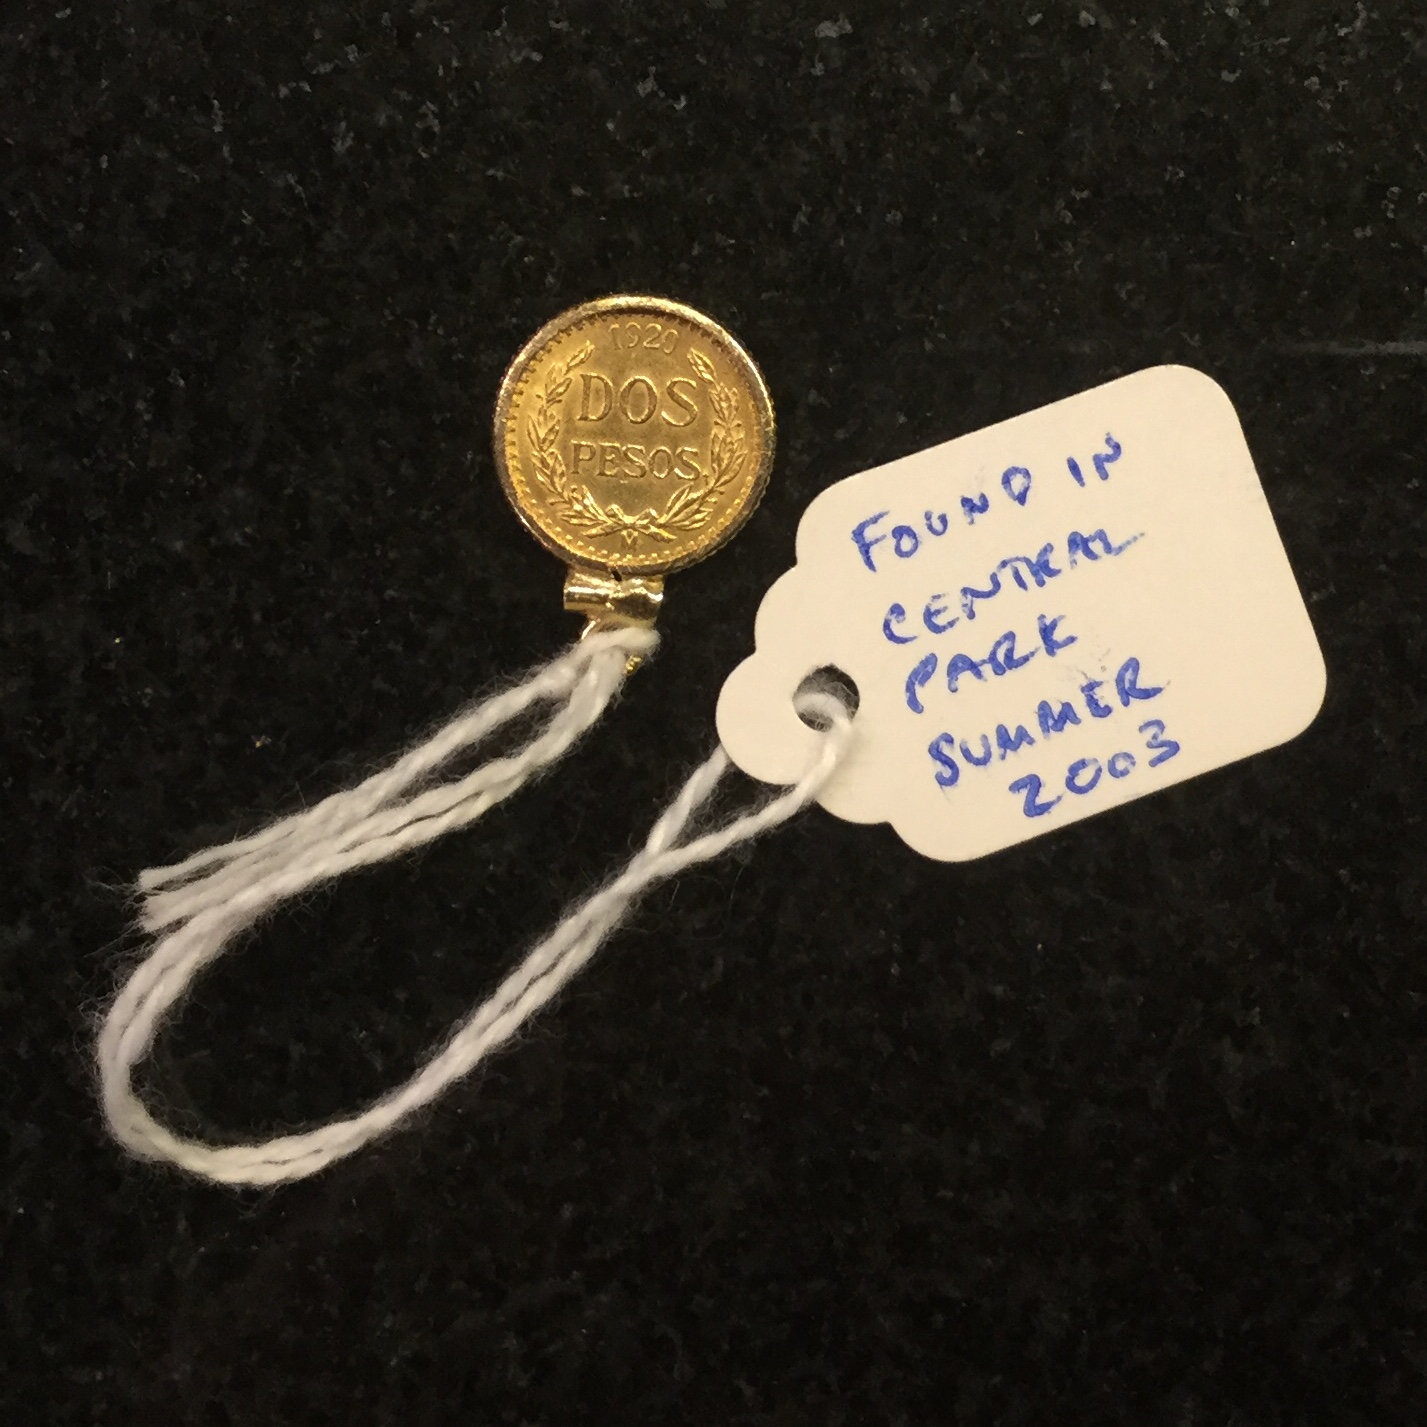 1920
DOS
PESOS
M
FOUND IN
CENTRAL
PARK
SUMMER
2003